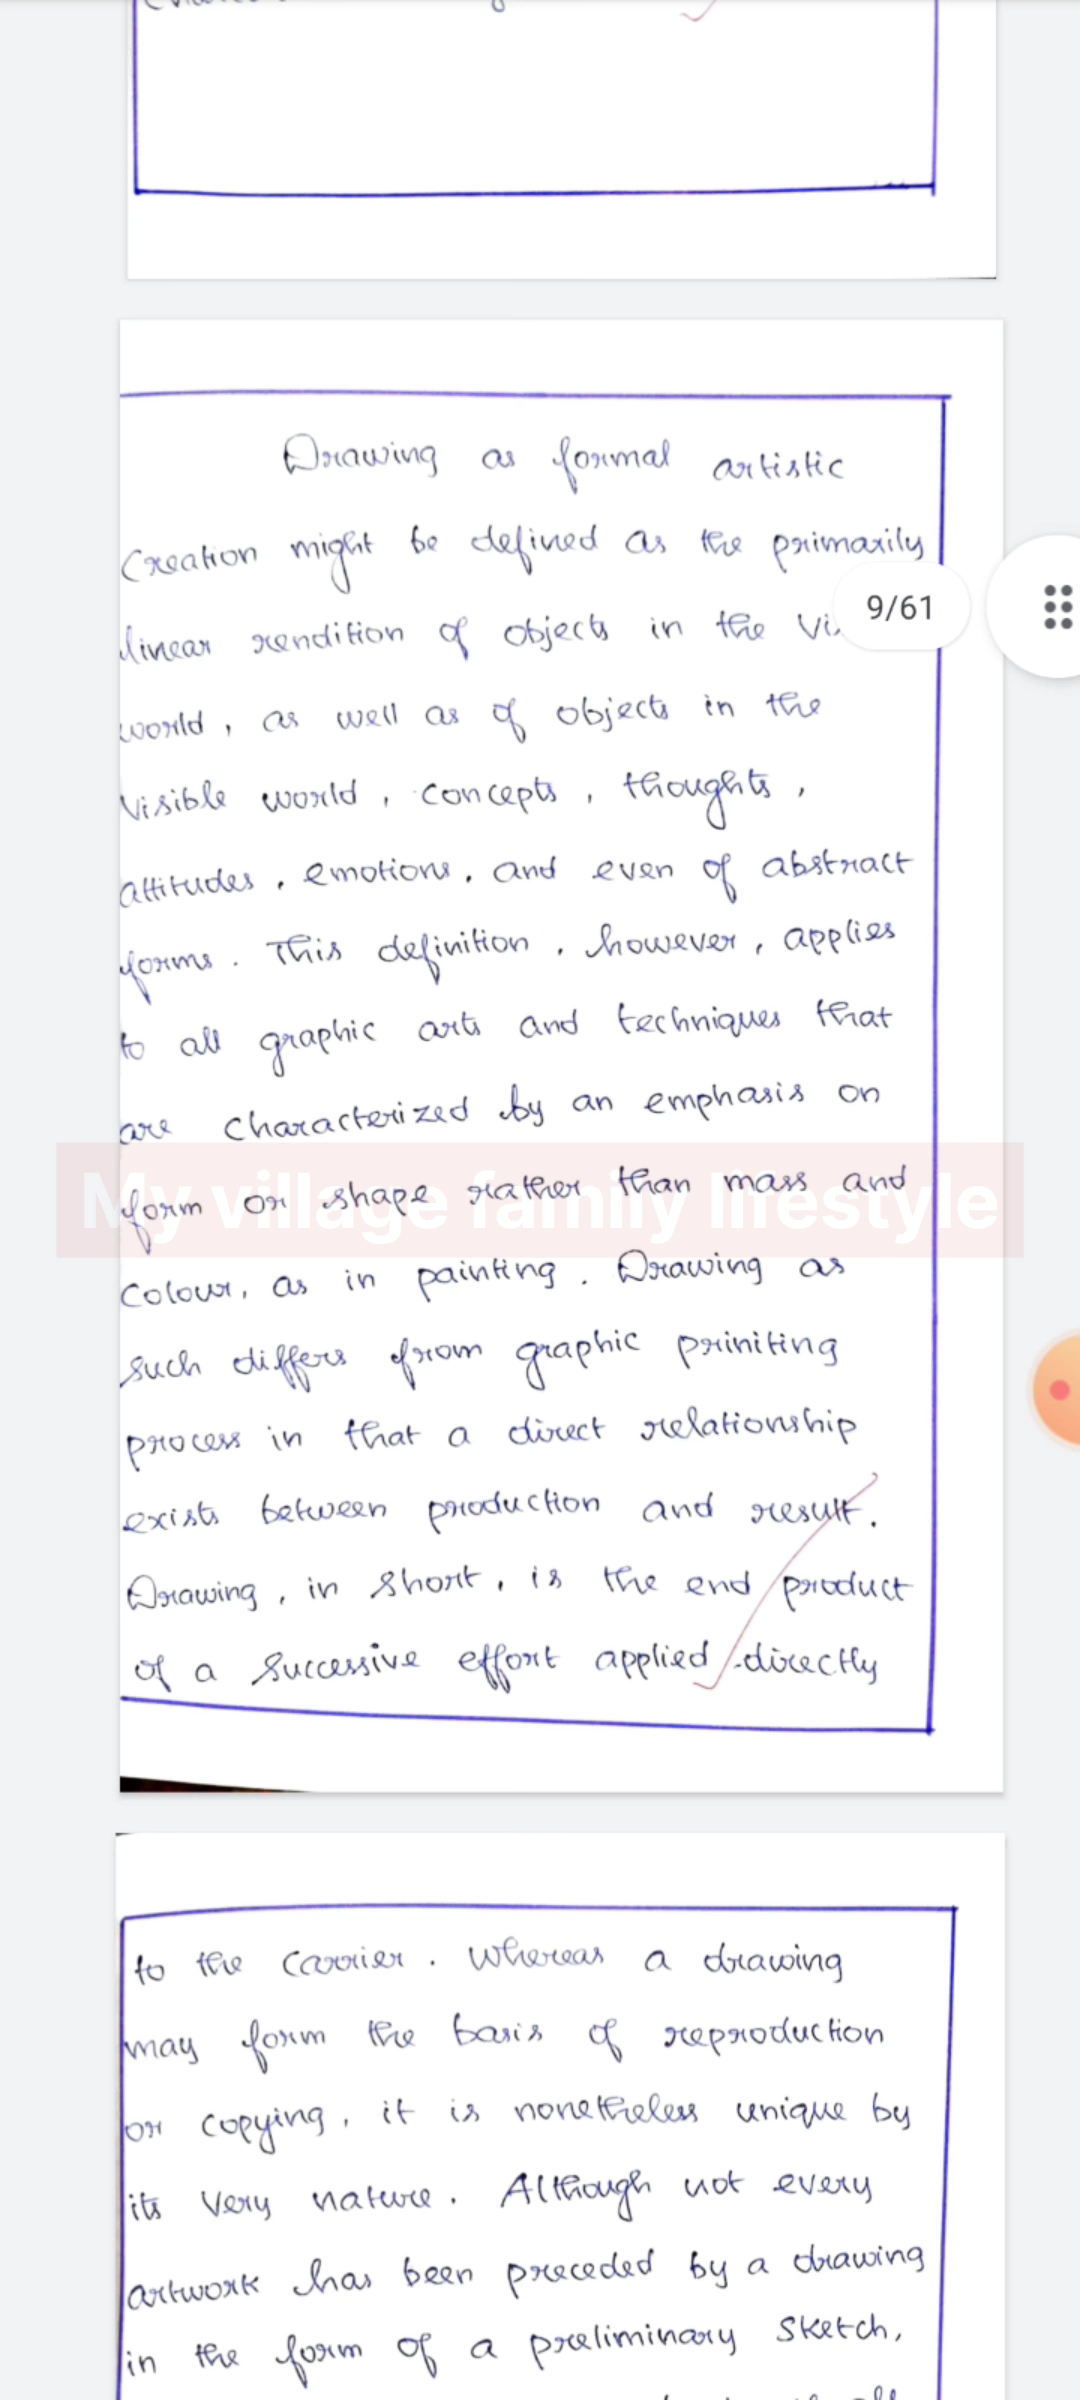 Drawing as formal artistic
Creation might be defined as the primarily
linear rendition of objects in the
9/61
world, as well as of objects in the
Visible world, concepts, thoughts,
attitudes, emotions, and even of abstract
forms. This definition, however, applies
to all graphic arts and techniques that
are characterized by an emphasis on
My village family lifestyle
form or shape rather than mass and
Colour, as in painting. Drawing as
such differs from graphic priniting
process in that a direct relationship
exists between production and result.
Drawing, in short, is the end product
of a successive effort applied directly
to the carrier. Whereas a drawing
may form the basis of reproduction
or copying, it is nonetheless unique by
its very nature. Although not every
artwork has been preceded by a drawing
in the form of a preliminary sketch,